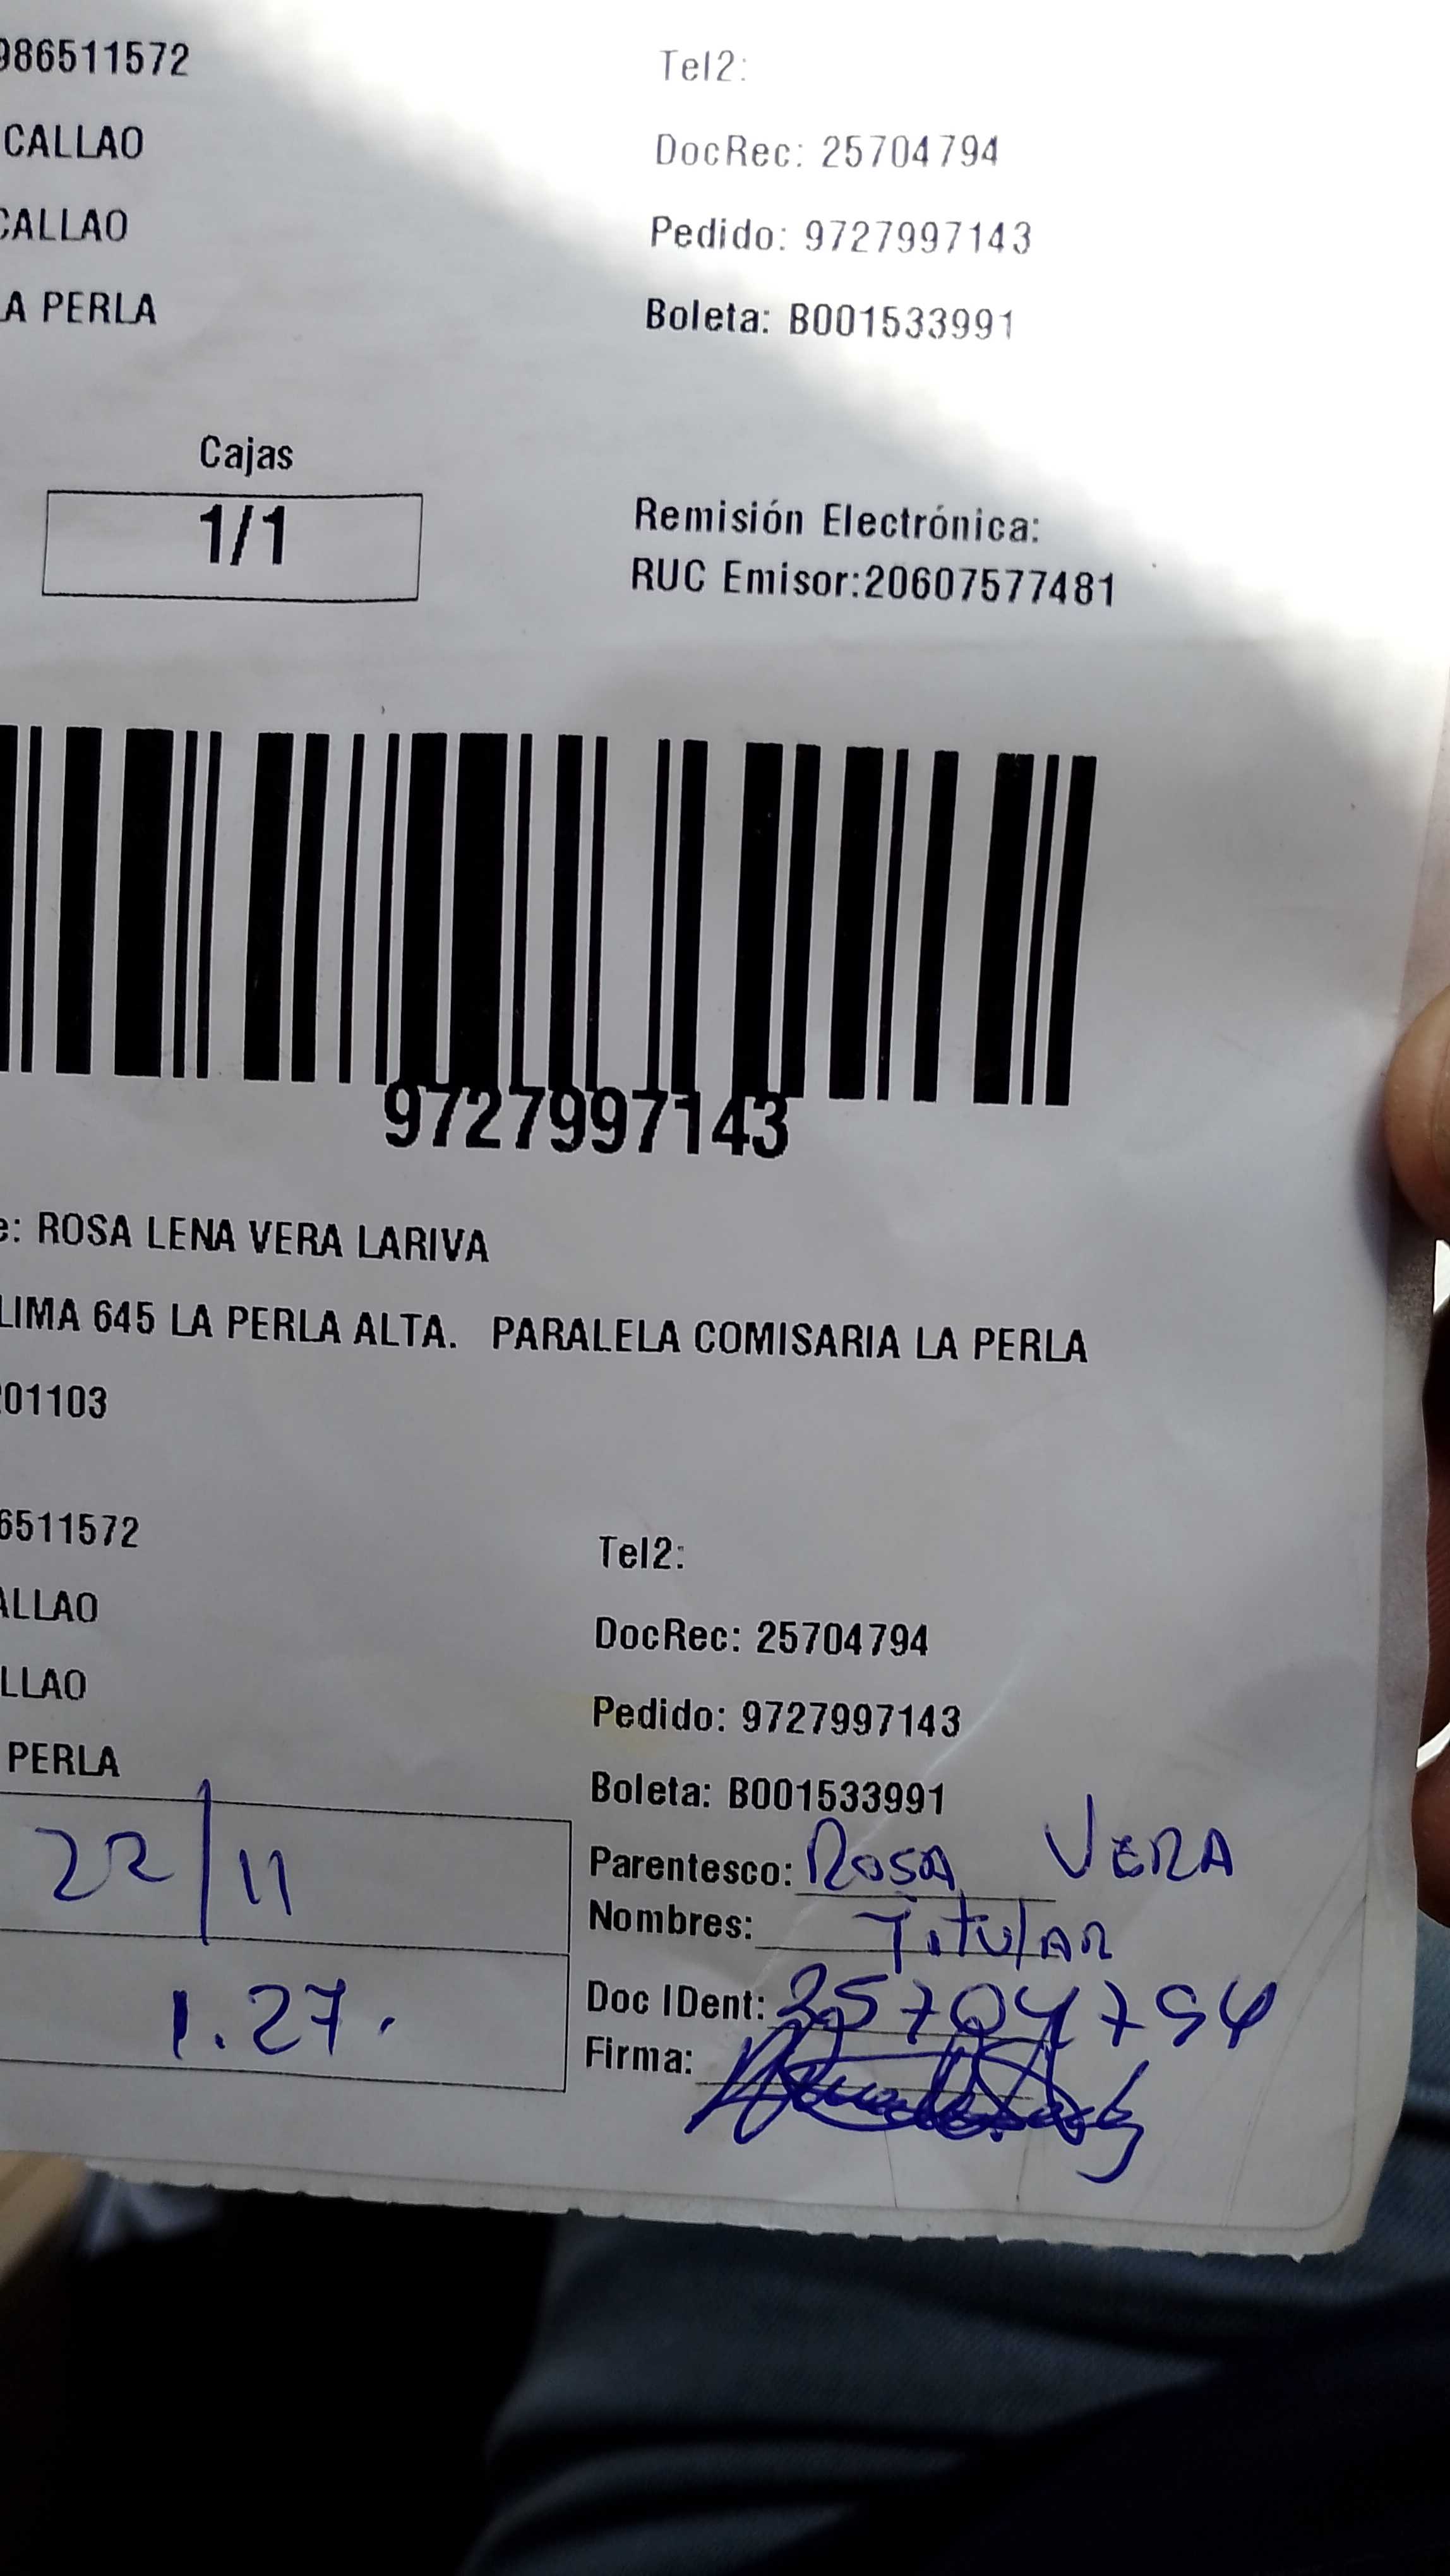 986511572
Tel2:
CALLAO
DocRec: 25704794
CALLAO
Pedido: 9727997143
A PERLA
Boleta: B001533991
Cajas
1/1
Remisión Electrónica:
RUC Emisor:20607577481
9727997143
e: ROSA LENA VERA LARIVA
LIMA 645 LA PERLA ALTA. PARALELA COMISARIA LA PERLA
01103
6511572
Tel2:
ALLAO
DocRec: 25704794
LLAO
Pedido: 9727997143
PERLA
Boleta: B001533991
22/11
Parentesco: ROSA VERA
Nombres: Titular
1.27.
Doc IDent: 25704794
Firma: